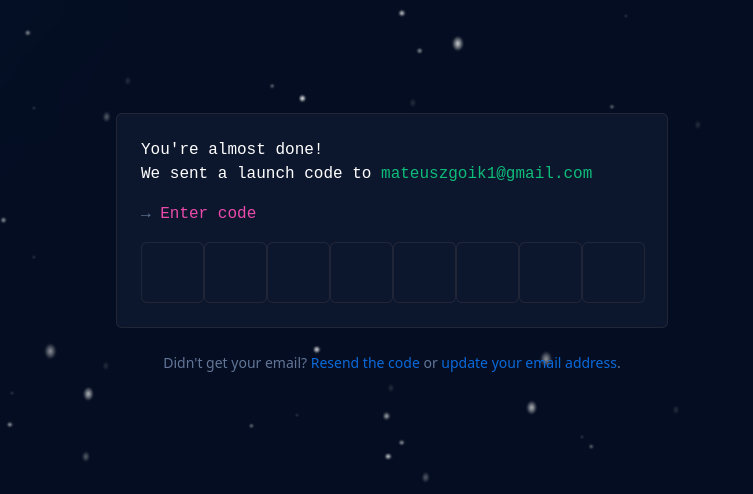 You're almost done!
We sent a launch code to mateuszgoik1@gmail.com
→ Enter code
Didn't get your email? Resend the code or update your email address.